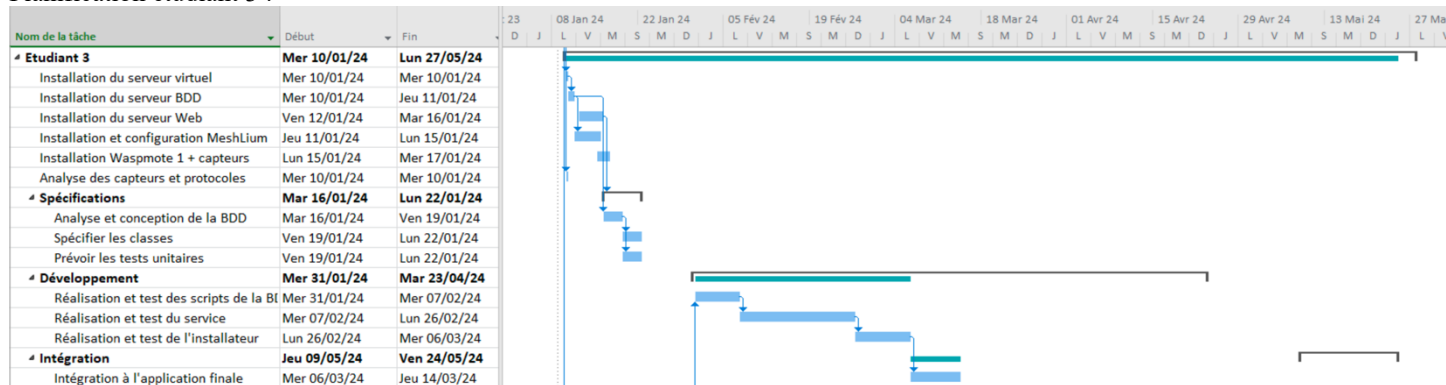 : 23 08 Jan 24 22 Jan 24 05 Fév 24 19 Fév 24 04 Mar 24 18 Mar 24 01 Avr 24 15 Avr 24 29 Avr 24 13 Mai 24 27 Ma
Nom de la tâche Début Fin D J L V M S M D J L V M S M D J L V M S M D J L V M S M D J L V
Etudiant 3 Mer 10/01/24 Lun 27/05/24
Installation du serveur virtuel Mer 10/01/24 Mer 10/01/24
Installation du serveur BDD Mer 10/01/24 Jeu 11/01/24
Installation du serveur Web Ven 12/01/24 Mar 16/01/24
Installation et configuration MeshLium Jeu 11/01/24 Lun 15/01/24
Installation Waspmote 1 + capteurs Lun 15/01/24 Mer 17/01/24
Analyse des capteurs et protocoles Mer 10/01/24 Mer 10/01/24
Spécifications Mar 16/01/24 Lun 22/01/24
Analyse et conception de la BDD Mar 16/01/24 Ven 19/01/24
Spécifier les classes Ven 19/01/24 Lun 22/01/24
Prévoir les tests unitaires Ven 19/01/24 Lun 22/01/24
Développement Mer 31/01/24 Mar 23/04/24
Réalisation et test des scripts de la Mer 31/01/24 Mer 07/02/24
Réalisation et test du service Mer 07/02/24 Lun 26/02/24
Réalisation et test de l'installateur Lun 26/02/24 Mer 06/03/24
Intégration Jeu 09/05/24 Ven 24/05/24
Intégration à l'application finale Mer 06/03/24 Jeu 14/03/24